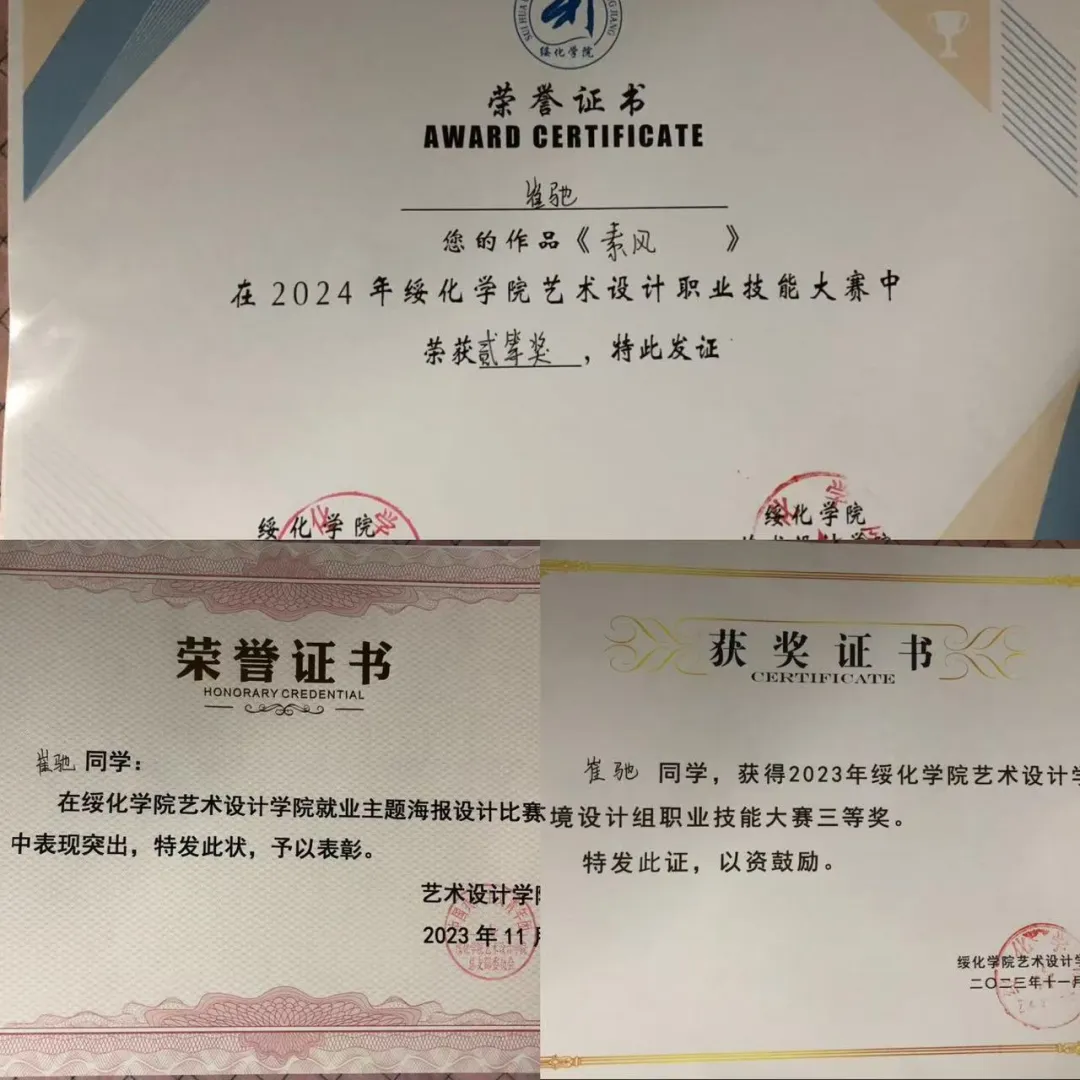 绥化学院
荣誉证书
AWARD CERTIFICATE
崔驰
您的作品《素风》
在2024年绥化学院艺术设计职业技能大赛中
荣获贰等奖，特此发证
绥化学院
绥化学院
荣誉证书
HONORARY CREDENTIAL
崔驰 同学：
在绥化学院艺术设计学院就业主题海报设计比赛
中表现突出，特发此状，予以表彰。
艺术设计学院
2023年11月
获奖证书
CERTIFICATE
崔驰 同学，获得2023年绥化学院艺术设计学
境设计组职业技能大赛三等奖。
特发此证，以资鼓励。
绥化学院艺术设计学
二〇二三年十一月